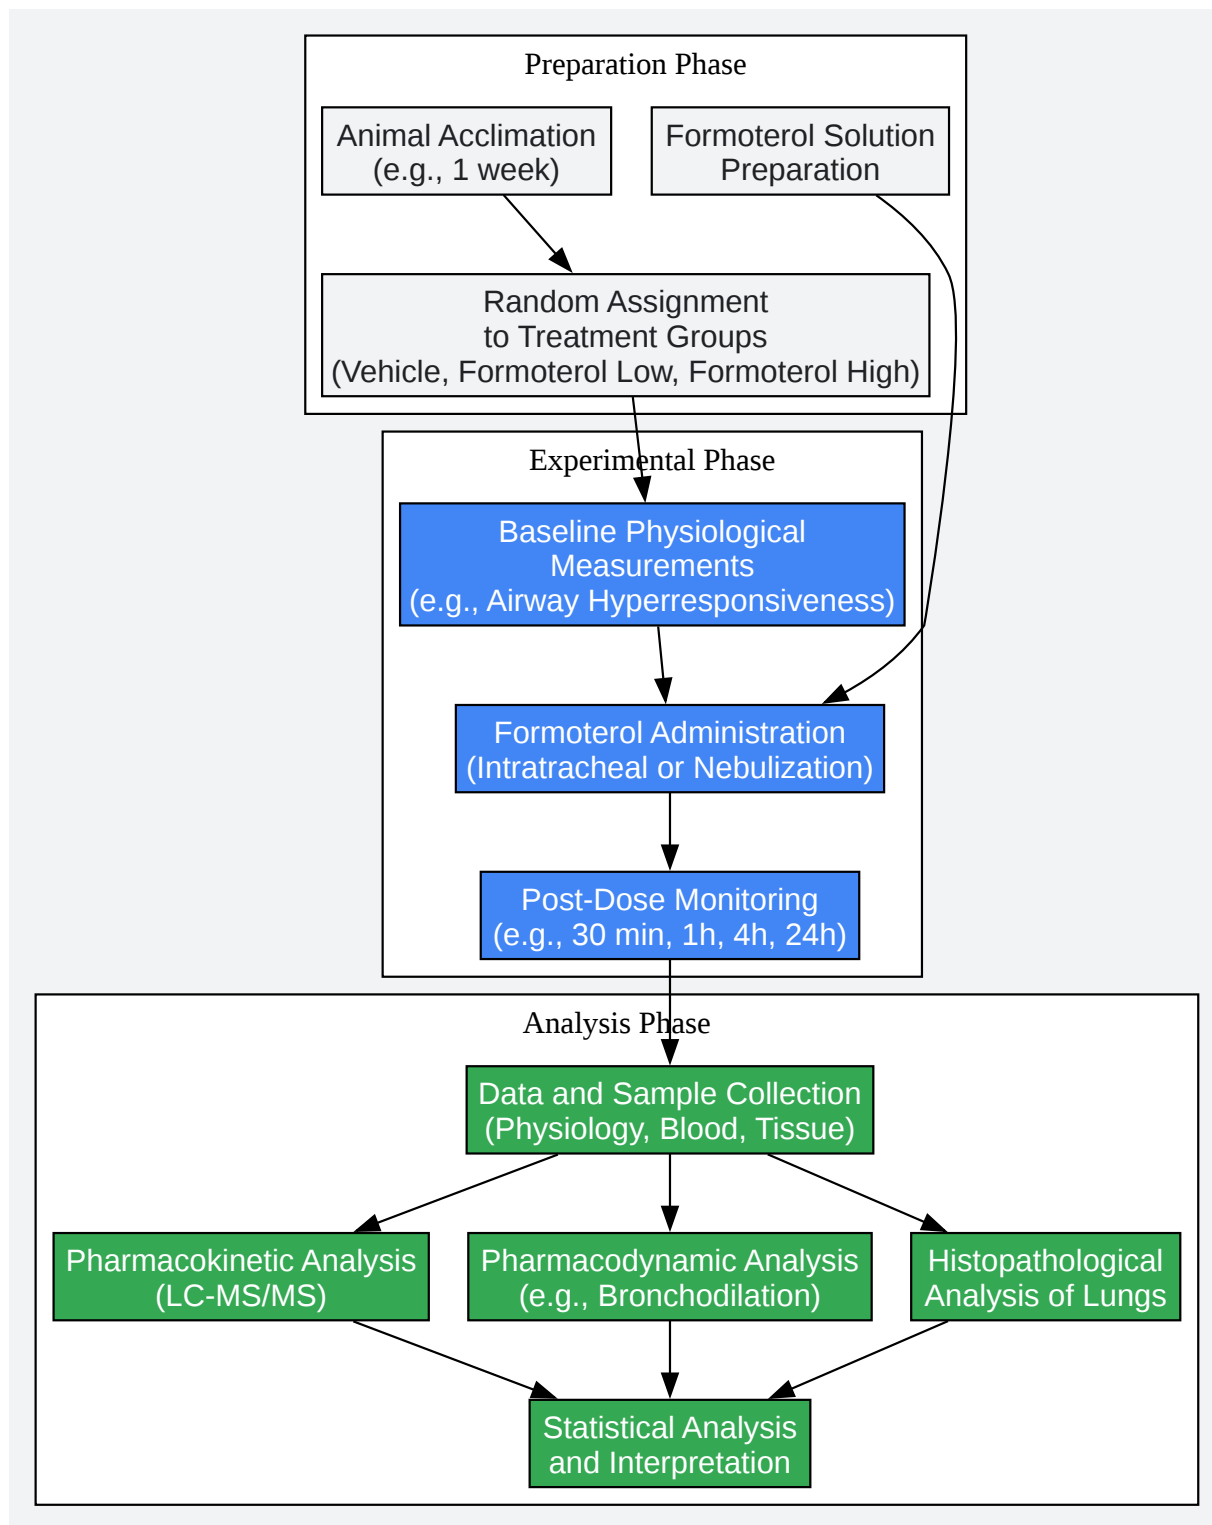 Preparation Phase
Animal Acclimation
(e.g., 1 week)
Formoterol Solution
Preparation
Random Assignment
to Treatment Groups
(Vehicle, Formoterol Low, Formoterol High)
Experimental Phase
Baseline Physiological
Measurements
(e.g., Airway Hyperresponsiveness)
Formoterol Administration
(Intratracheal or Nebulization)
Post-Dose Monitoring
(e.g., 30 min, 1h, 4h, 24h)
Analysis Phase
Data and Sample Collection
(Physiology, Blood, Tissue)
Pharmacokinetic Analysis
(LC-MS/MS)
Pharmacodynamic Analysis
(e.g., Bronchodilation)
Histopathological
Analysis of Lungs
Statistical Analysis
and Interpretation